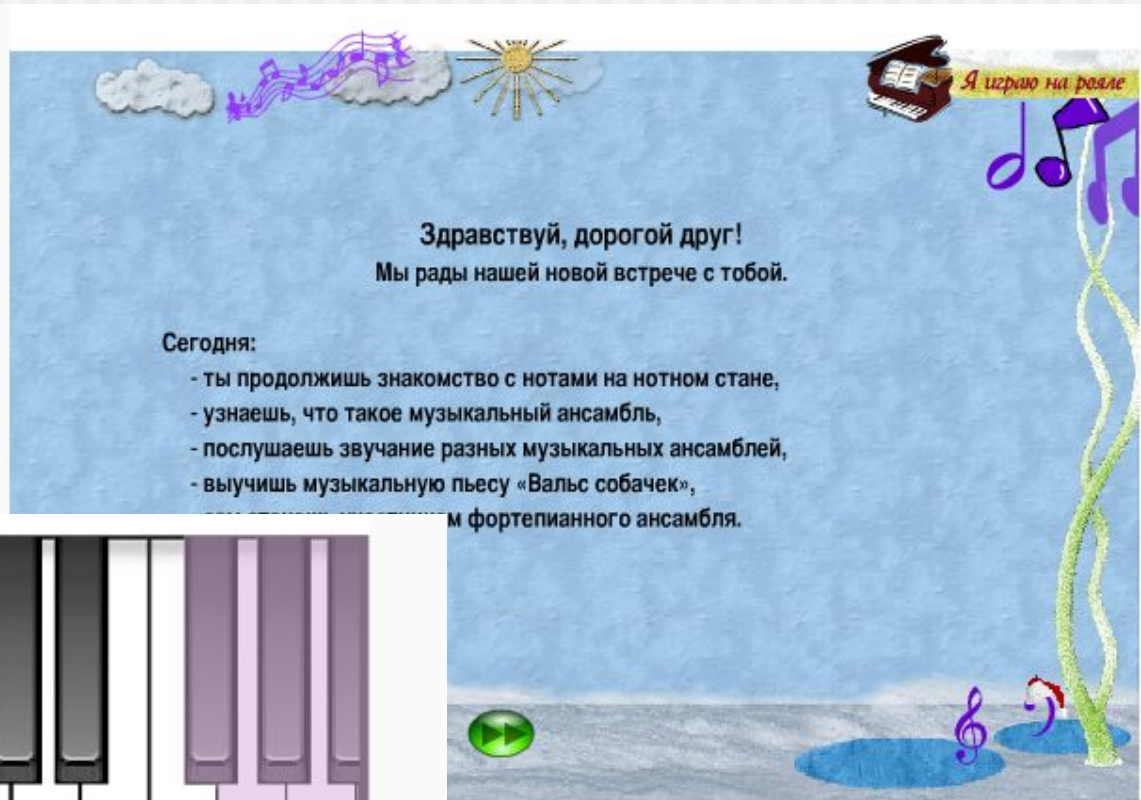 Я играю на рояле
Здравствуй, дорогой друг!
Мы рады нашей новой встрече с тобой.
Сегодня:
- ты продолжишь знакомство с нотами на нотном стане,
- узнаешь, что такое музыкальный ансамбль,
- послушаешь звучание разных музыкальных ансамблей,
- выучишь музыкальную пьесу «Вальс собачек»,
фортепианного ансамбля.